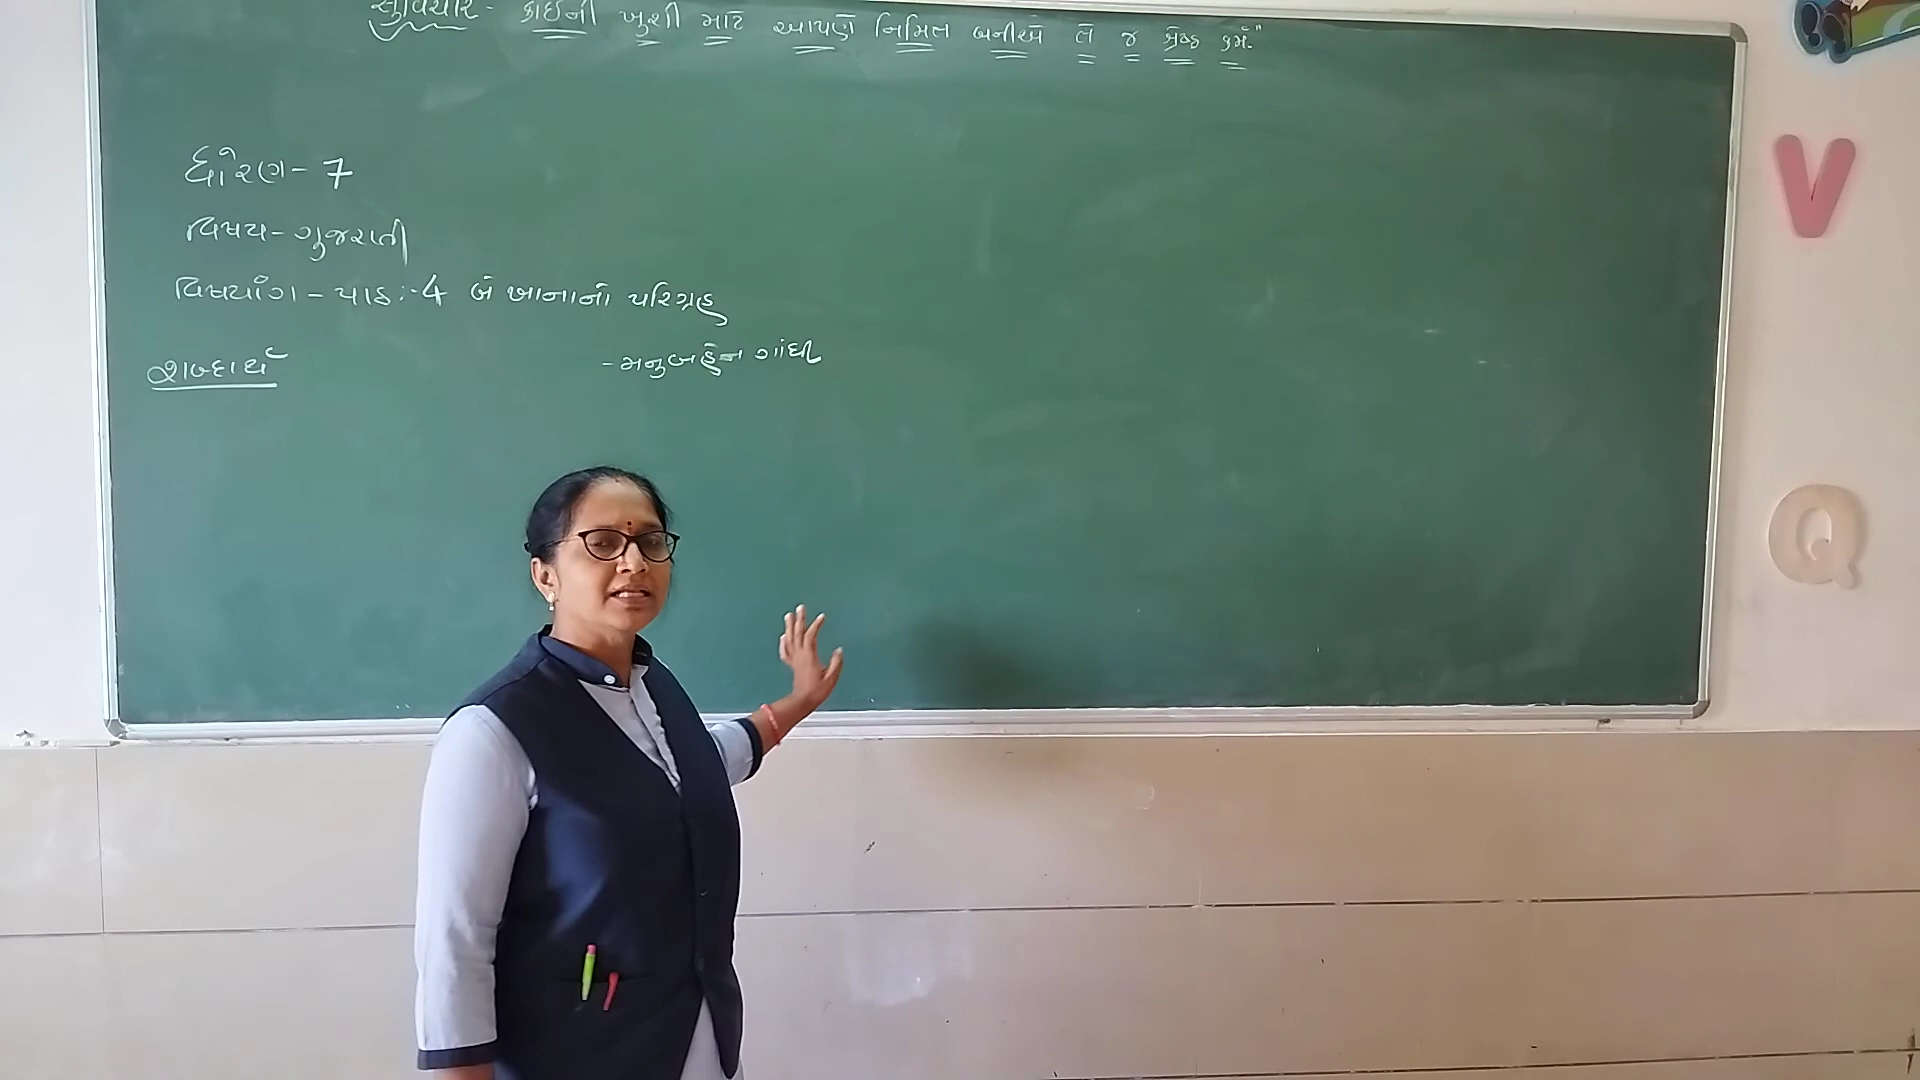 સુવિચાર - કોઈની ખુશી માટે આપણે નિમિત બનીએ તે જ શ્રેષ્ઠ કર્મ."
ધોરણ - 7
વિષય - ગુજરાતી
વિષયાંગ - પાઠ :- 4 બે આનાનો પરિગ્રહ
- મનુબહેન ગાંધી
શબ્દાર્થ
V
Q